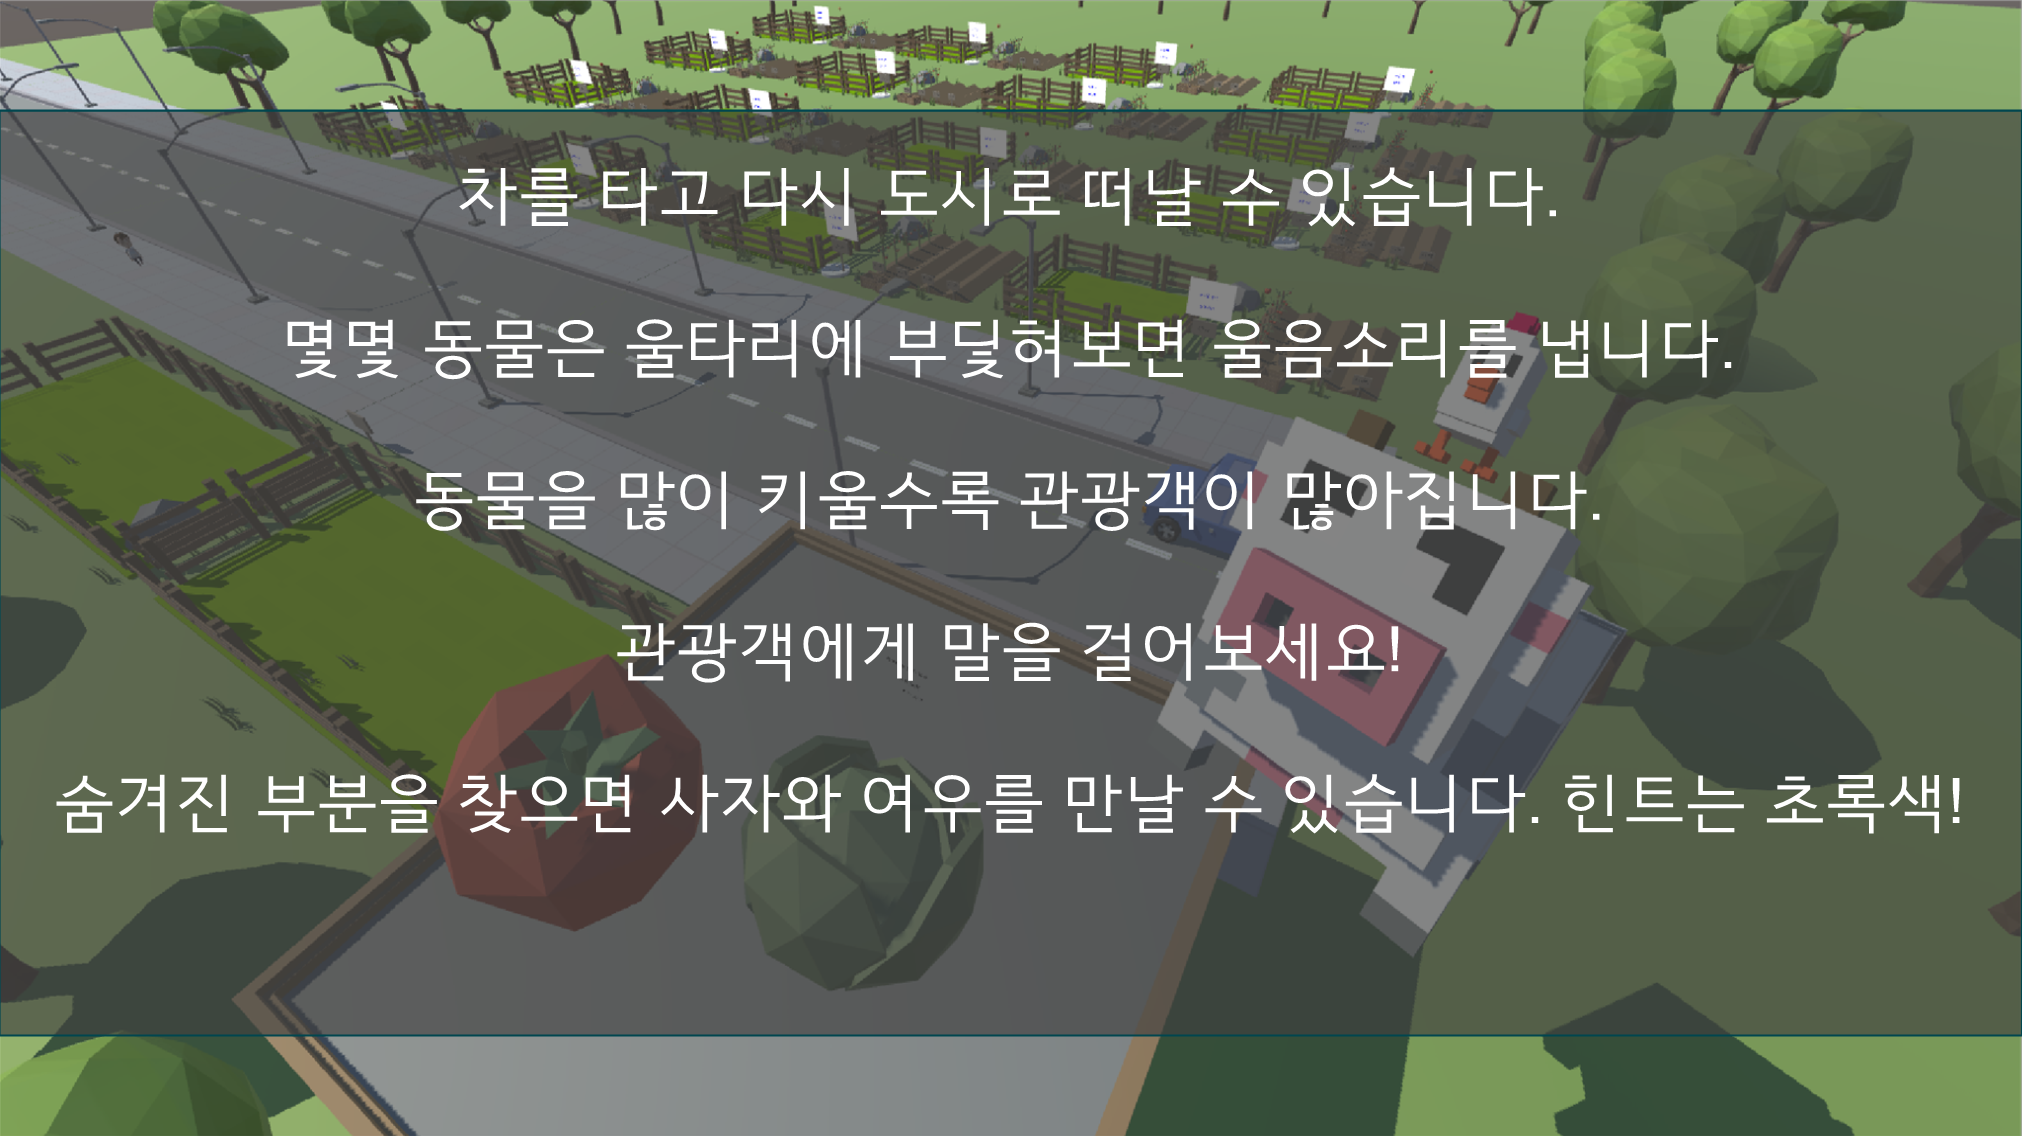 차를 타고 다시 도시로 떠날 수 있습니다.
몇몇 동물은 울타리에 부딫혀보면 울음소리를 냅니다.
동물을 많이 키울수록 관광객이 많아집니다.
관광객에게 말을 걸어보세요!
숨겨진 부분을 찾으면 사자와 여우를 만날 수 있습니다. 힌트는 초록색!